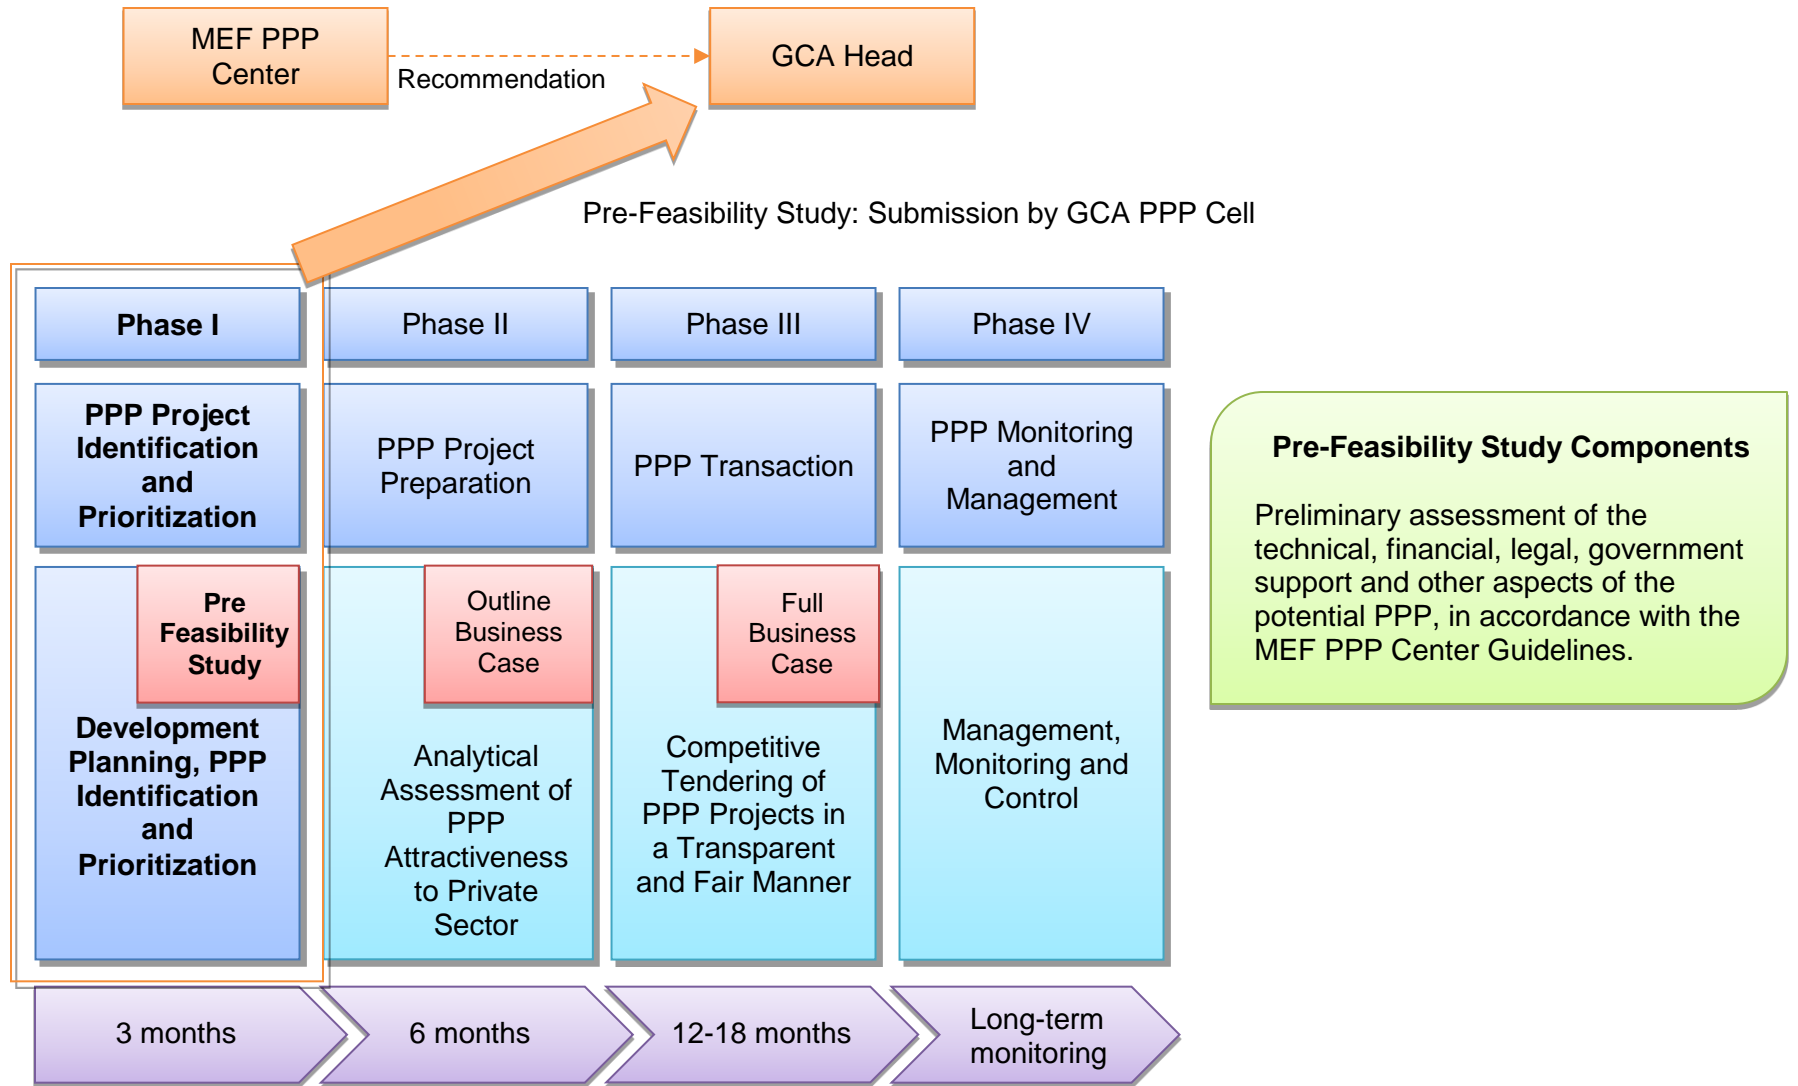 MEF PPP
Center
Recommendation
GCA Head
Pre-Feasibility Study: Submission by GCA PPP Cell
Phase I
Phase II
Phase III
Phase IV
PPP Project
Identification
and
Prioritization
PPP Project
Preparation
PPP Transaction
PPP Monitoring
and
Management
Pre
Feasibility
Study
Development
Planning, PPP
Identification
and
Prioritization
Outline
Business
Case
Analytical
Assessment of
PPP
Attractiveness
to Private
Sector
Full
Business
Case
Competitive
Tendering of
PPP Projects in
a Transparent
and Fair Manner
Management,
Monitoring and
Control
Pre-Feasibility Study Components
Preliminary assessment of the
technical, financial, legal, government
support and other aspects of the
potential PPP, in accordance with the
MEF PPP Center Guidelines.
3 months
6 months
12-18 months
Long-term
monitoring